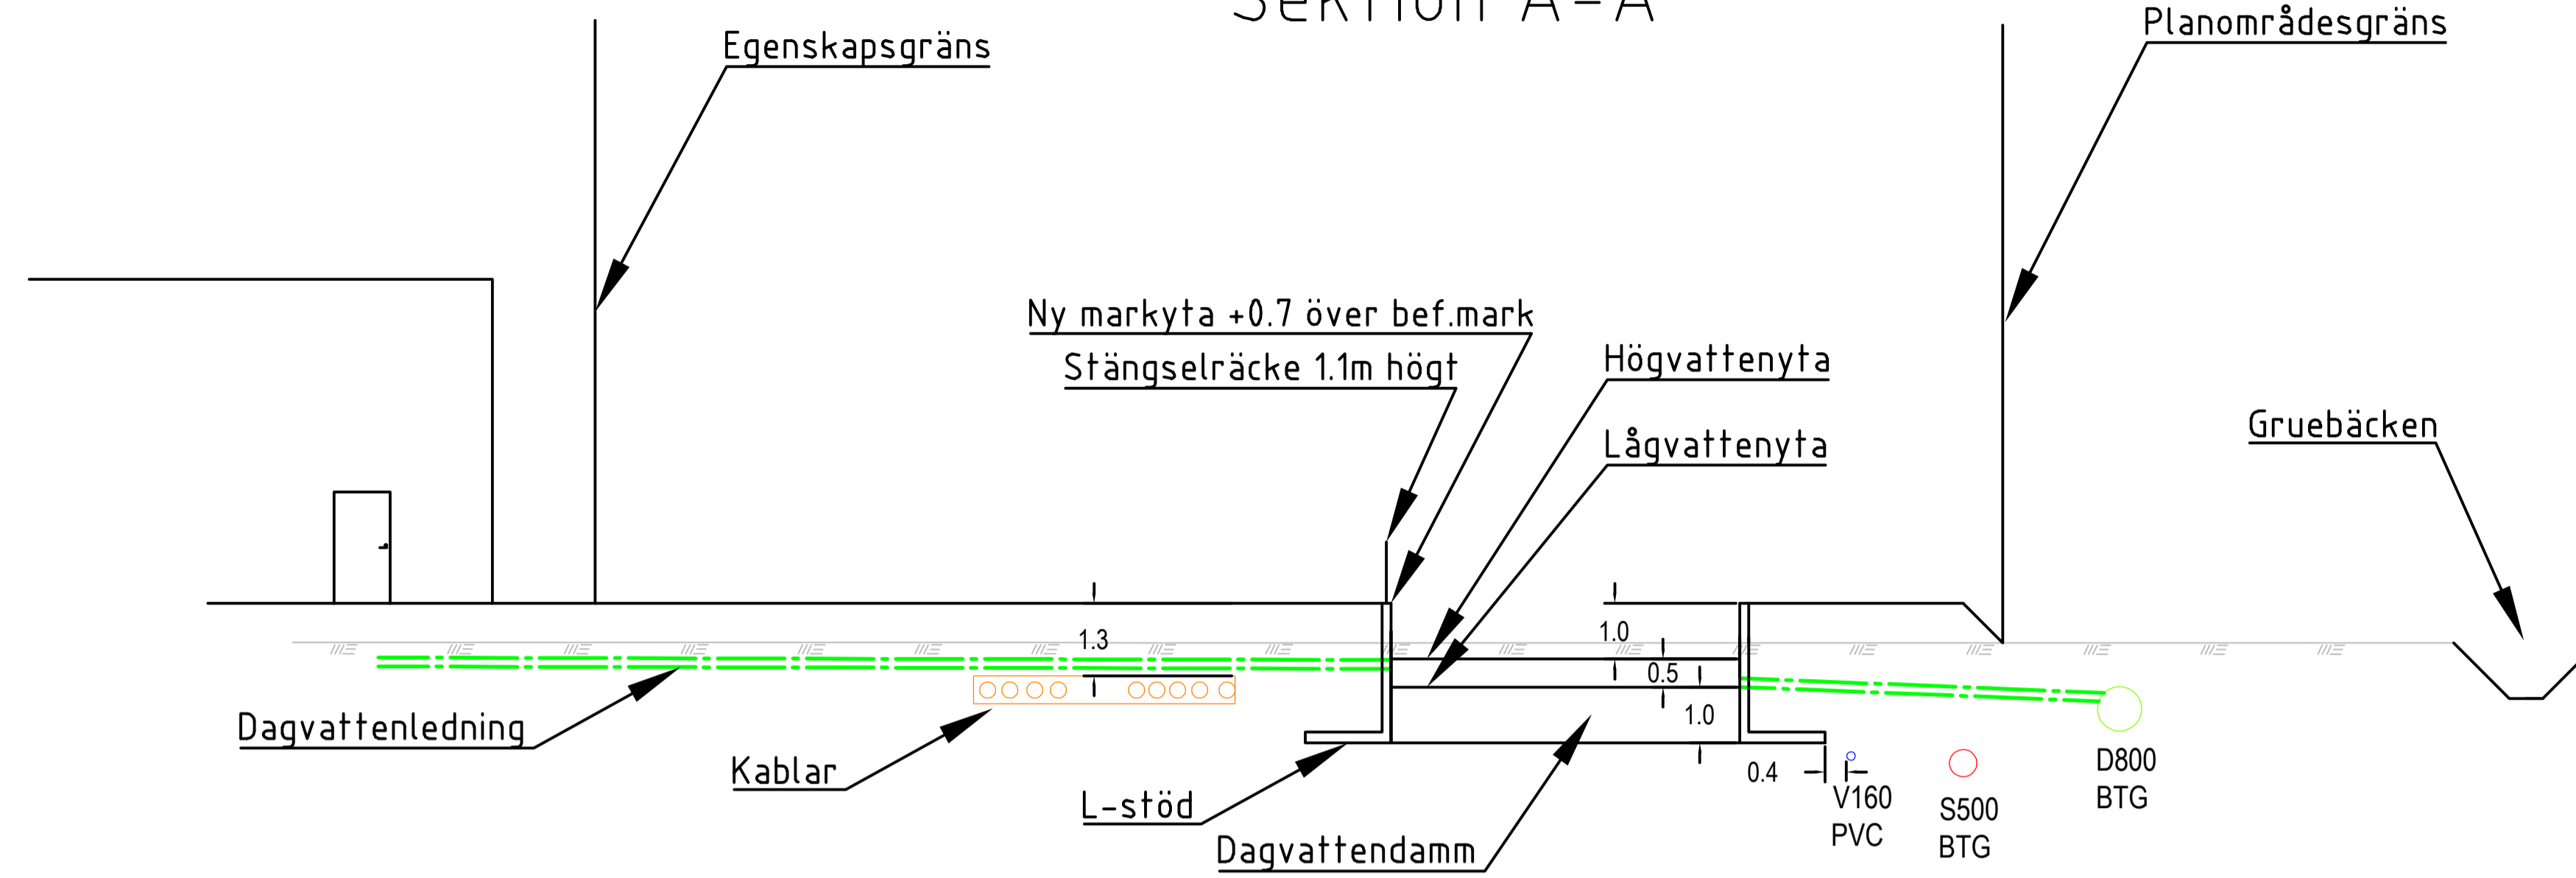 Sektion A-A
Egenskapsgräns
Planområdesgräns
Ny markyta +0.7 över bef.mark
Stängselräcke 1.1m högt
Högvattenyta
Lågvattenyta
Gruebäcken
1.3
1.0
0.5
1.0
0.4
Dagvattenledning
Kablar
L-stöd
Dagvattendamm
V160
PVC
S500
BTG
D800
BTG